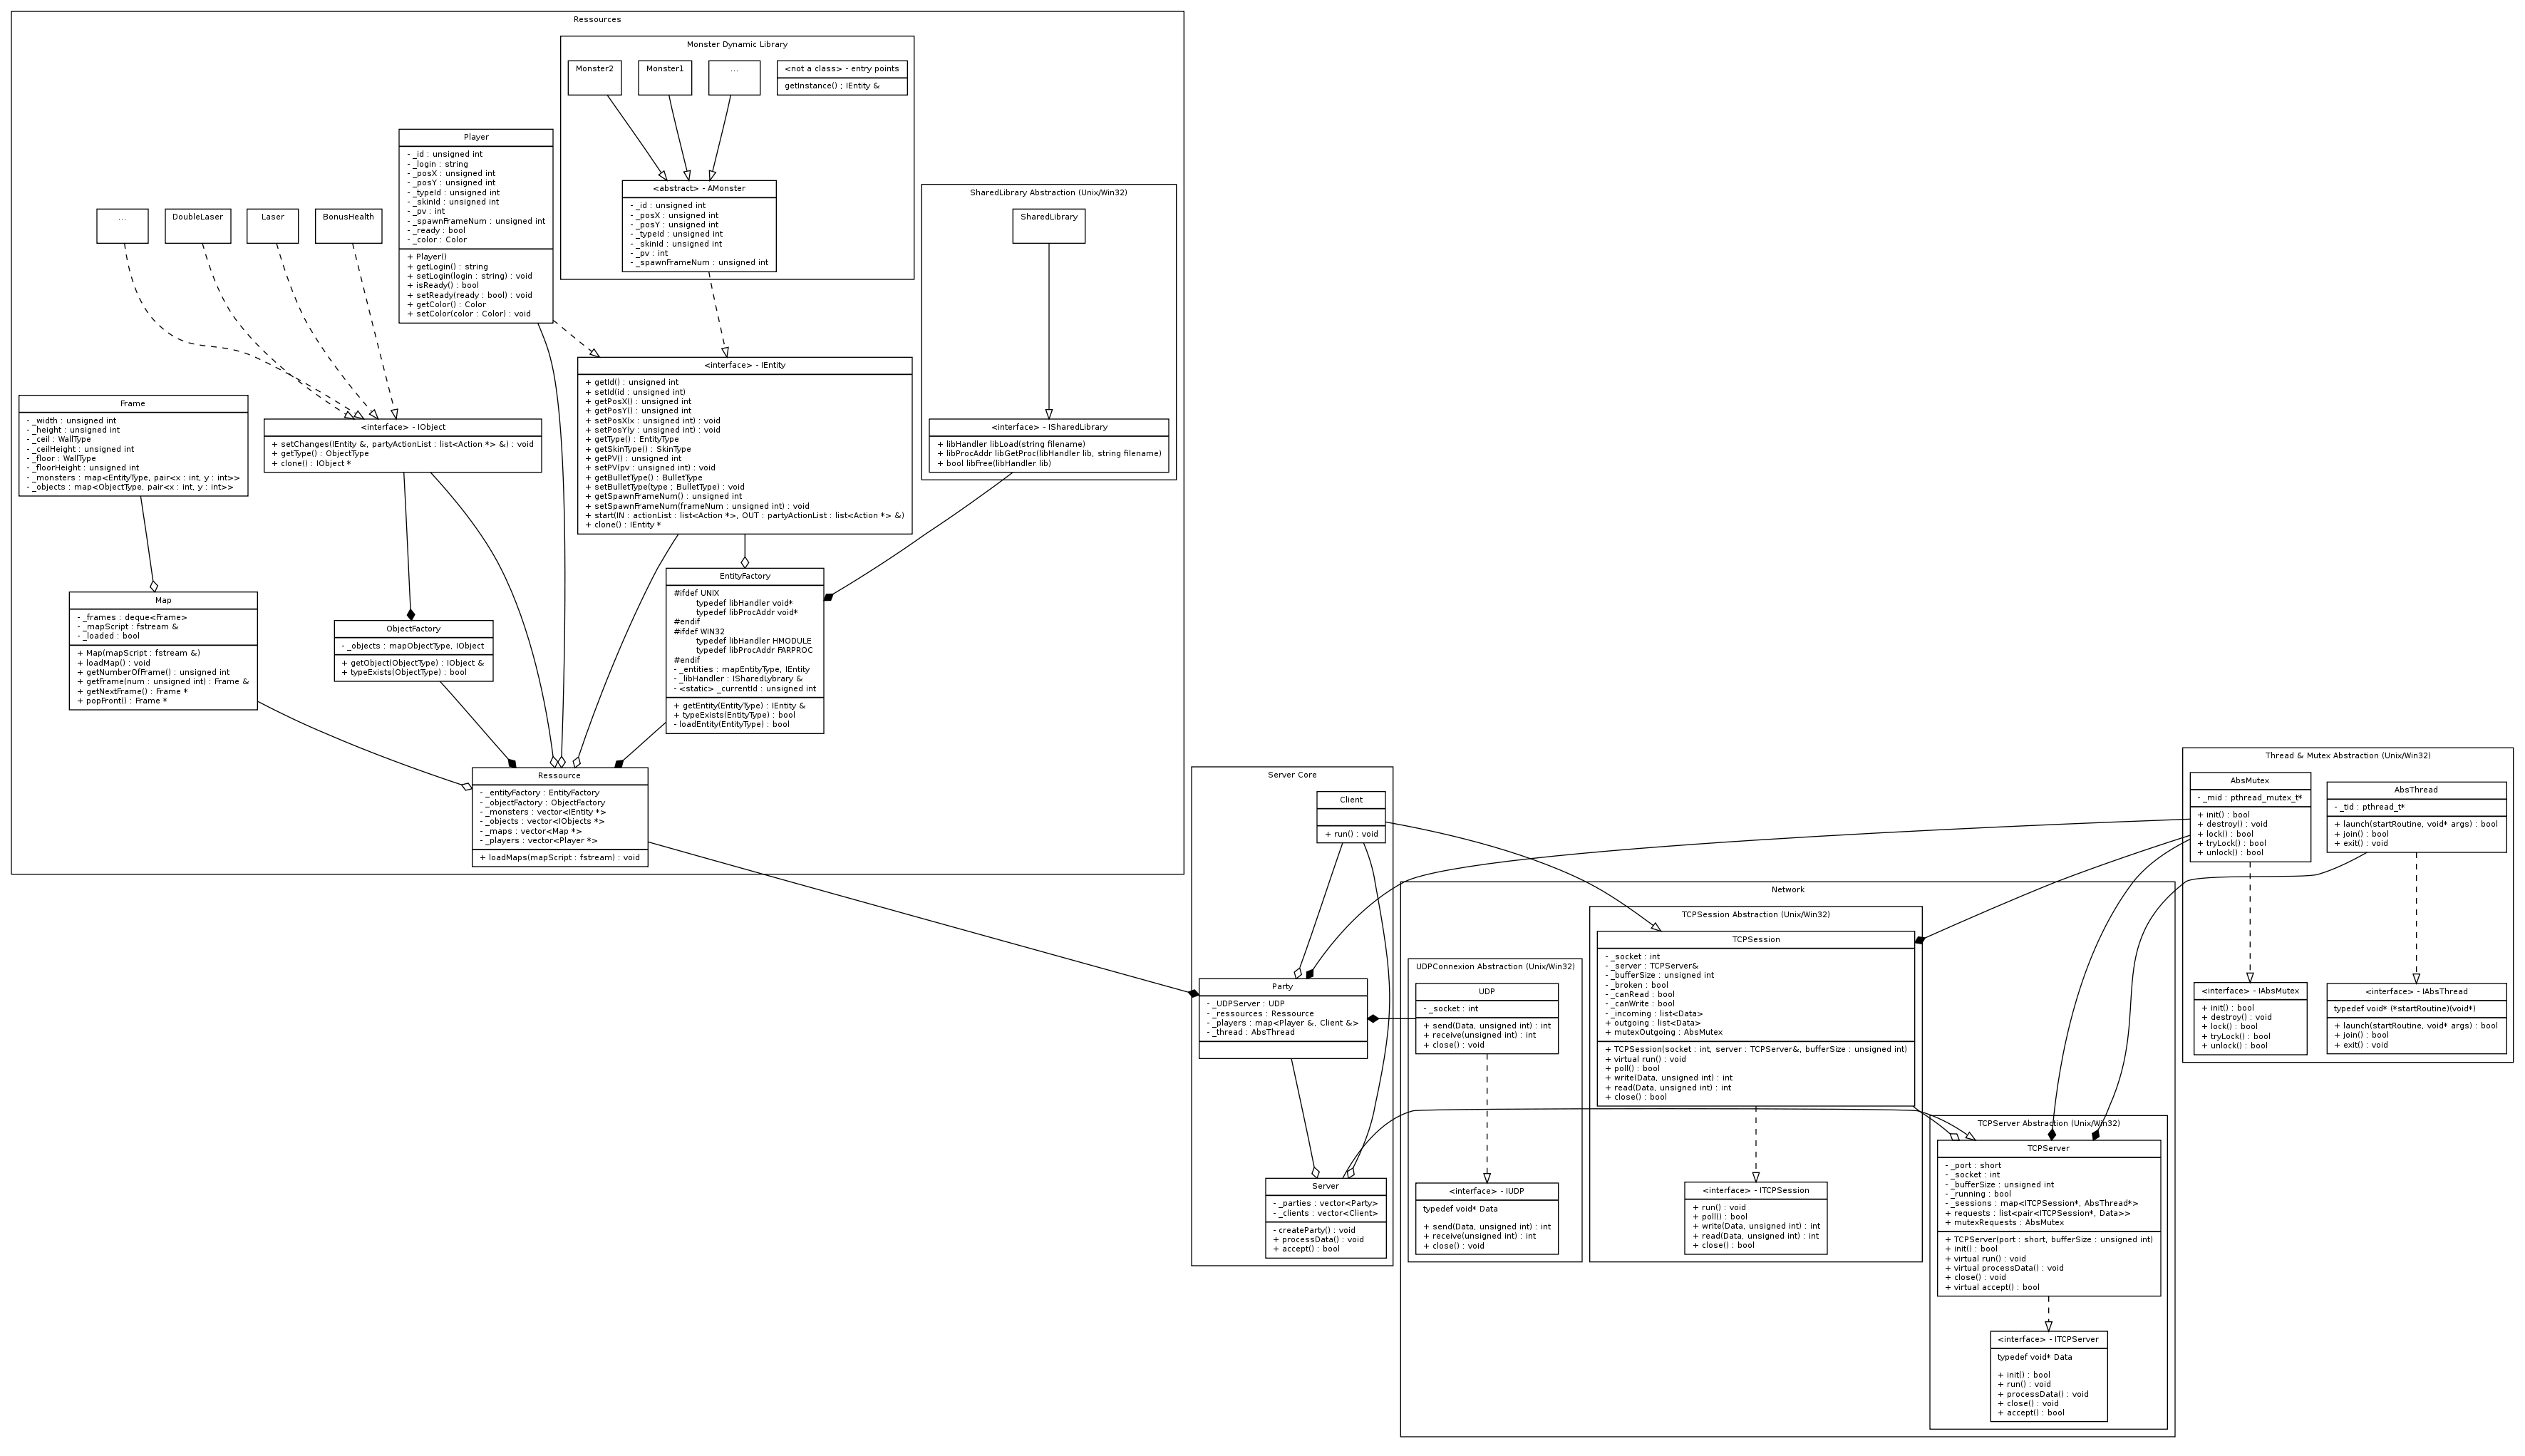 Ressources
Monster Dynamic Library
Monster2
Monster1
...
<not a class> - entry points
getInstance() ; IEntity &
Player
- _id : unsigned int
- _login : string
- _posX : unsigned int
- _posY : unsigned int
- _typeId : unsigned int
- _skinId : unsigned int
- _pv : int
- _spawnFrameNum : unsigned int
- _ready : bool
- _color : Color
+ Player()
+ getLogin() : string
+ setLogin(login : string) : void
+ isReady() : bool
+ setReady(ready : bool) : void
+ getColor() : Color
+ setColor(color : Color) : void
<abstract> - AMonster
- _id : unsigned int
- _posX : unsigned int
- _posY : unsigned int
- _typeId : unsigned int
- _skinId : unsigned int
- _pv : int
- _spawnFrameNum : unsigned int
SharedLibrary Abstraction (Unix/Win32)
SharedLibrary
...
DoubleLaser
Laser
BonusHealth
<interface> - IEntity
+ getId() : unsigned int
+ setId(id : unsigned int)
+ getPosX() : unsigned int
+ getPosY() : unsigned int
+ setPosX(x : unsigned int) : void
+ setPosY(y : unsigned int) : void
+ getType() : EntityType
+ getSkinType() : SkinType
+ getPV() : unsigned int
+ setPV(pv : unsigned int) : void
+ getBulletType() : BulletType
+ setBulletType(type ; BulletType) : void
+ getSpawnFrameNum() : unsigned int
+ setSpawnFrameNum(frameNum : unsigned int) : void
+ start(IN : actionList : list<Action *>, OUT : partyActionList : list<Action *> &)
+ clone() : IEntity *
Frame
- _width : unsigned int
- _height : unsigned int
- _ceil : WallType
- _ceilHeight : unsigned int
- _floor : WallType
- _floorHeight : unsigned int
- _monsters : map<EntityType, pair<x : int, y : int>>
- _objects : map<ObjectType, pair<x : int, y : int>>
<interface> - IObject
+ setChanges(IEntity &, partyActionList : list<Action *> &) : void
+ getType() : ObjectType
+ clone() : IObject *
<interface> - ISharedLibrary
+ libHandler libLoad(string filename)
+ libProcAddr libGetProc(libHandler lib, string filename)
+ bool libFree(libHandler lib)
Map
- _frames : deque<Frame>
- _mapScript : fstream &
- _loaded : bool
+ Map(mapScript : fstream &)
+ loadMap() : void
+ getNumberOfFrame() : unsigned int
+ getFrame(num : unsigned int) : Frame &
+ getNextFrame() : Frame *
+ popFront() : Frame *
ObjectFactory
- _objects : mapObjectType, IObject
+ getObject(ObjectType) : IObject &
+ typeExists(ObjectType) : bool
EntityFactory
#ifdef UNIX
typedef libHandler void*
typedef libProcAddr void*
#endif
#ifdef WIN32
typedef libHandler HMODULE
typedef libProcAddr FARPROC
#endif
- _entities : mapEntityType, IEntity
- _libHandler : ISharedLybrary &
- <static> _currentId : unsigned int
+ getEntity(EntityType) : IEntity &
+ typeExists(EntityType) : bool
- loadEntity(EntityType) : bool
Ressource
- _entityFactory : EntityFactory
- _objectFactory : ObjectFactory
- _monsters : vector<IEntity *>
- _objects : vector<IObjects *>
- _maps : vector<Map *>
- _players : vector<Player *>
+ loadMaps(mapScript : fstream) : void
Server Core
Client
+ run() : void
Party
- _UDPServer : UDP
- _ressources : Ressource
- _players : map<Player &, Client &>
- _thread : AbsThread
Server
- _parties : vector<Party>
- _clients : vector<Client>
- createParty() : void
+ processData() : void
+ accept() : bool
Network
UDPConnexion Abstraction (Unix/Win32)
UDP
- _socket : int
+ send(Data, unsigned int) : int
+ receive(unsigned int) : int
+ close() : void
<interface> - IUDP
typedef void* Data
+ send(Data, unsigned int) : int
+ receive(unsigned int) : int
+ close() : void
TCPSession Abstraction (Unix/Win32)
TCPSession
- _socket : int
- _server : TCPServer&
- _bufferSize : unsigned int
- _broken : bool
- _canRead : bool
- _canWrite : bool
- _incoming : list<Data>
+ outgoing : list<Data>
+ mutexOutgoing : AbsMutex
+ TCPSession(socket : int, server : TCPServer&, bufferSize : unsigned int)
+ virtual run() : void
+ poll() : bool
+ write(Data, unsigned int) : int
+ read(Data, unsigned int) : int
+ close() : bool
<interface> - ITCPSession
+ run() : void
+ poll() : bool
+ write(Data, unsigned int) : int
+ read(Data, unsigned int) : int
+ close() : bool
TCPServer Abstraction (Unix/Win32)
TCPServer
- _port : short
- _socket : int
- _bufferSize : unsigned int
- _running : bool
- _sessions : map<ITCPSession*, AbsThread*>
+ requests : list<pair<ITCPSession*, Data>>
+ mutexRequests : AbsMutex
+ TCPServer(port : short, bufferSize : unsigned int)
+ init() : bool
+ virtual run() : void
+ virtual processData() : void
+ close() : void
+ virtual accept() : bool
<interface> - ITCPServer
typedef void* Data
+ init() : bool
+ run() : void
+ processData() : void
+ close() : void
+ accept() : bool
Thread & Mutex Abstraction (Unix/Win32)
AbsMutex
- _mid : pthread_mutex_t*
+ init() : bool
+ destroy() : void
+ lock() : bool
+ tryLock() : bool
+ unlock() : bool
AbsThread
- _tid : pthread_t*
+ launch(startRoutine, void* args) : bool
+ join() : bool
+ exit() : void
<interface> - IAbsMutex
+ init() : bool
+ destroy() : void
+ lock() : bool
+ tryLock() : bool
+ unlock() : bool
<interface> - IAbsThread
typedef void* (*startRoutine)(void*)
+ launch(startRoutine, void* args) : bool
+ join() : bool
+ exit() : void